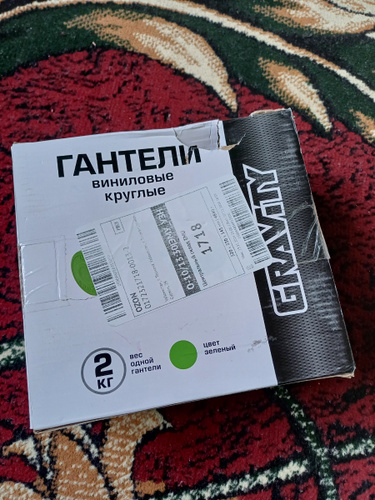 ГАНТЕЛИ
виниловые
круглые
GRAVITY
1718
OZON
2
КГ
вес
одной
гантели
цвет
зеленый